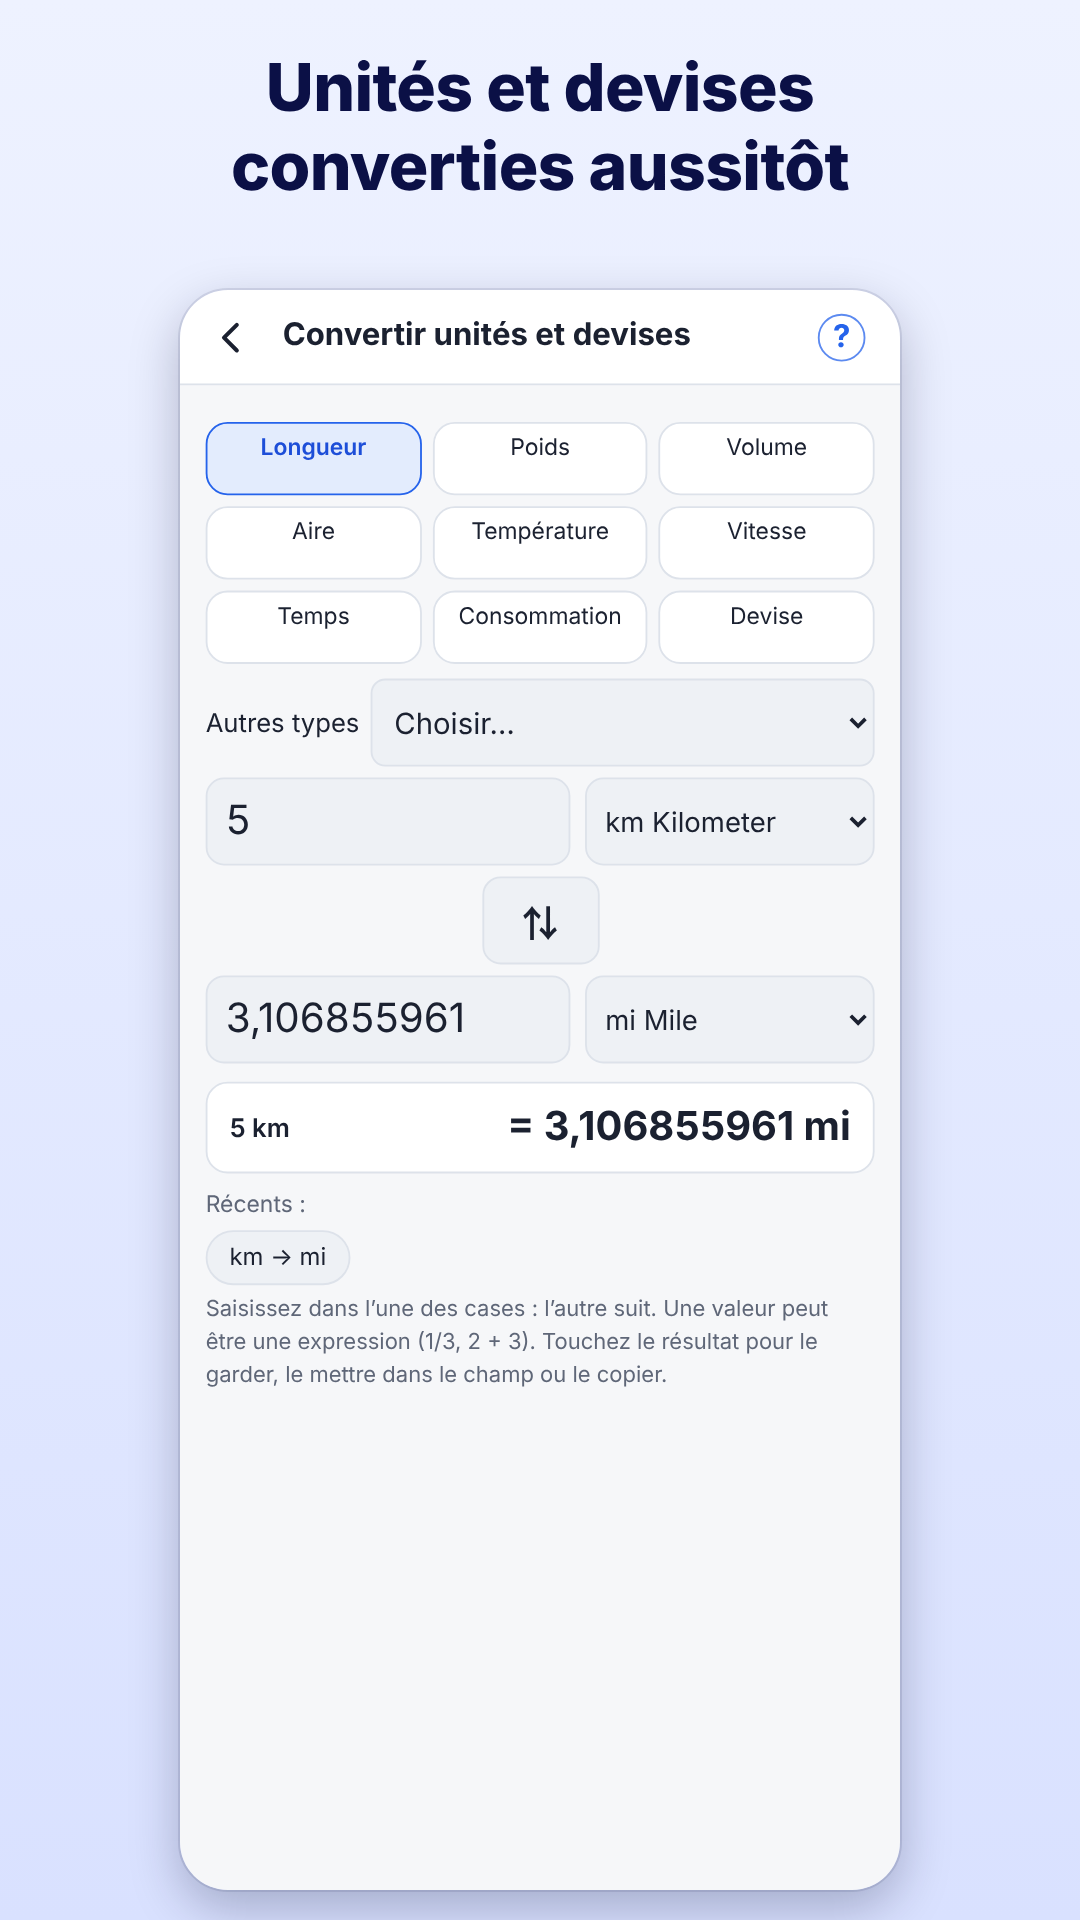 Unités et devises
converties aussitôt
Convertir unités et devises
?
Longueur
Poids
Volume
Aire
Température
Vitesse
Temps
Consommation
Devise
Autres types
Choisir...
5
km Kilometer
3,106855961
mi Mile
5 km
= 3,106855961 mi
Récents :
km → mi
Saisissez dans l’une des cases : l’autre suit. Une valeur peut
être une expression (1/3, 2 + 3). Touchez le résultat pour le
garder, le mettre dans le champ ou le copier.